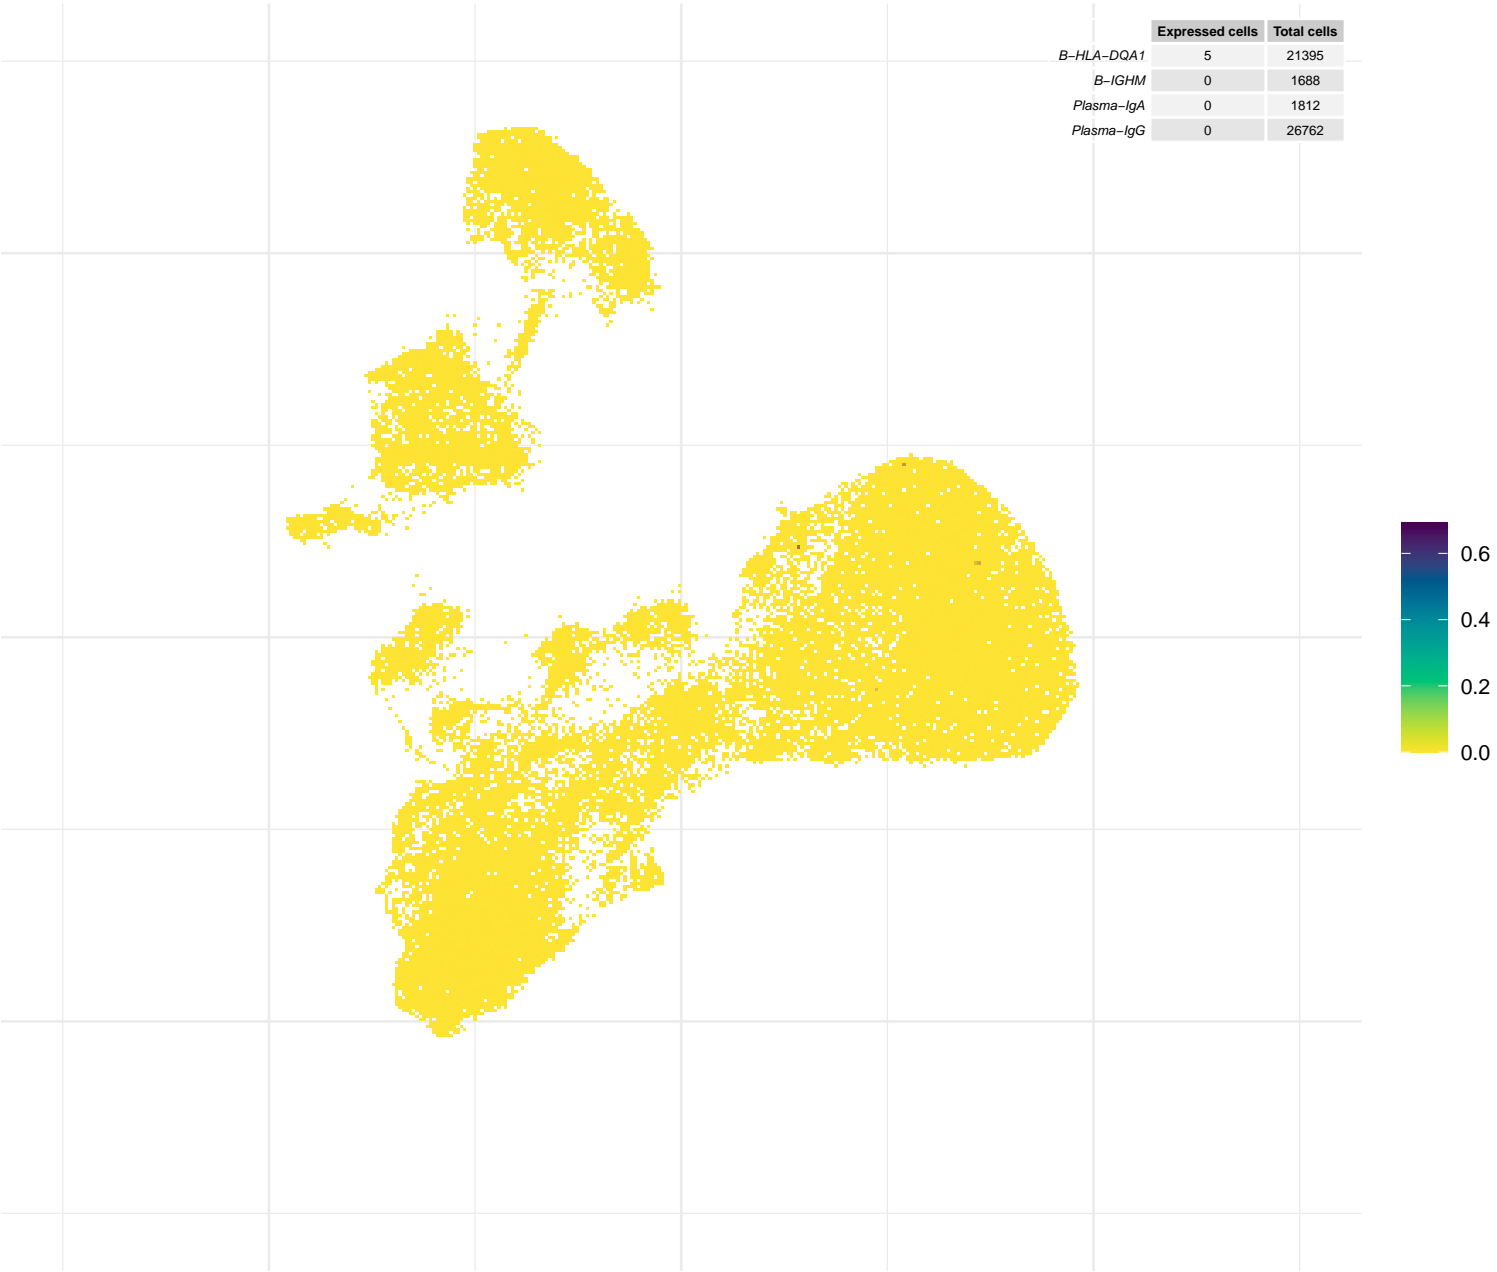 Expressed cells Total cells
B−HLA−DQA1 5 21395
B−IGHM 0 1688
Plasma−IgA 0 1812
Plasma−IgG 0 26762
0.6
0.4
0.2
0.0